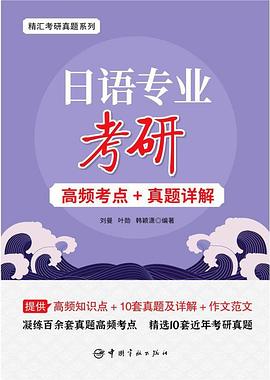 精汇考研真题系列
日语专业
考研
高频考点+真题详解
刘曼 叶勋 韩颖潇◎编著
提供 高频知识点+10套真题及详解+作文范文
凝练百余套真题高频考点 精选10套近年考研真题
中国宇航出版社